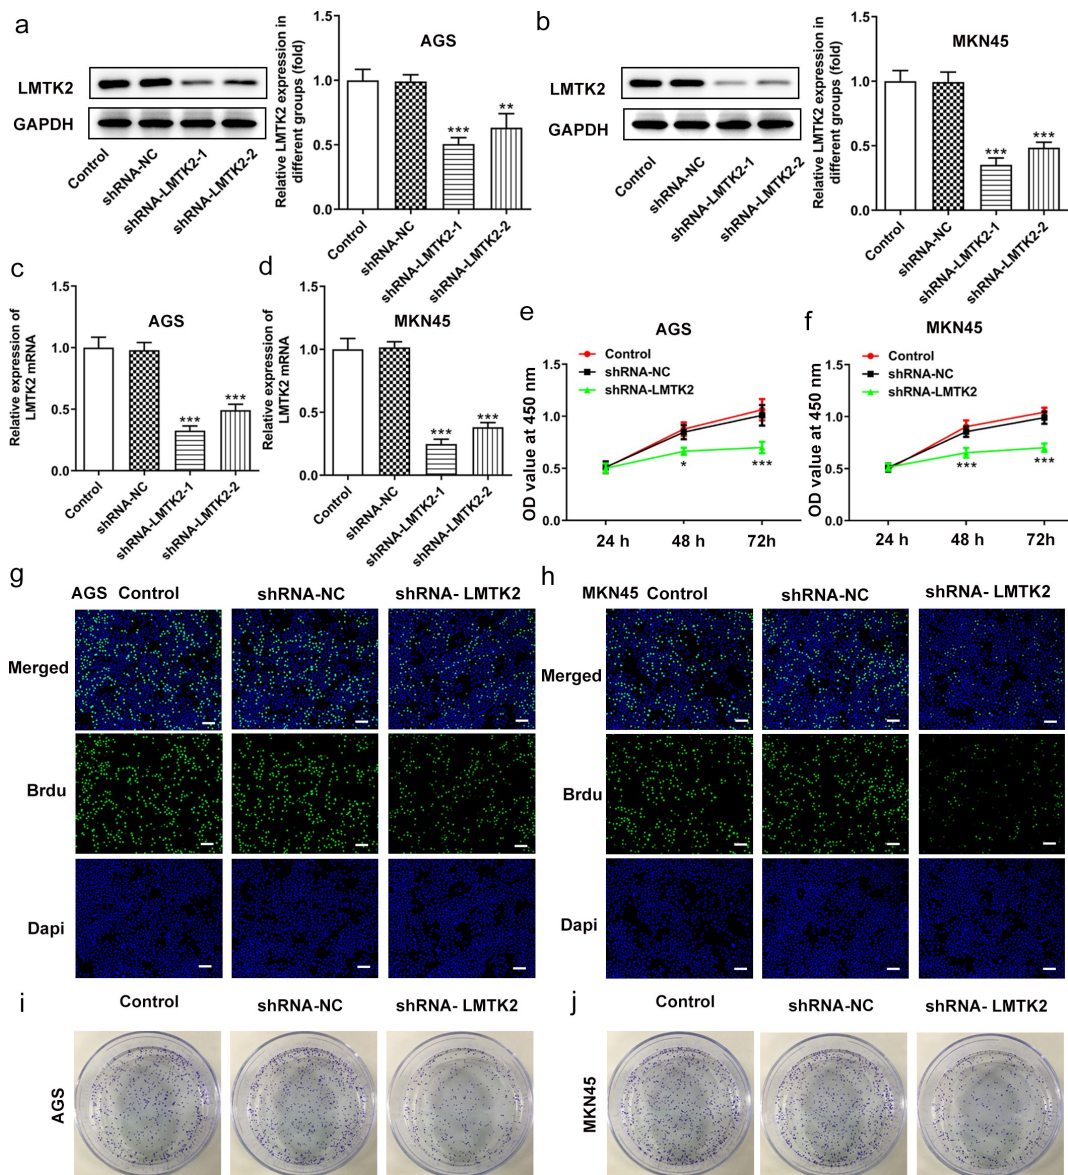 a
LMTK2
GAPDH
Control
shRNA-NC
shRNA-LMTK2-1
shRNA-LMTK2-2
Relative LMTK2 expression in
different groups (fold)
AGS
1.5
1.0
0.5
0.0
***
**
Control
shRNA-NC
shRNA-LMTK2-1
shRNA-LMTK2-2
b
LMTK2
GAPDH
Control
shRNA-NC
shRNA-LMTK2-1
shRNA-LMTK2-2
Relative LMTK2 expression in
different groups (fold)
MKN45
1.5
1.0
0.5
0.0
***
***
Control
shRNA-NC
shRNA-LMTK2-1
shRNA-LMTK2-2
c
Relative expression of
LMTK2 mRNA
AGS
1.5
1.0
0.5
0.0
***
***
Control
shRNA-NC
shRNA-LMTK2-1
shRNA-LMTK2-2
d
Relative expression of
LMTK2 mRNA
MKN45
1.5
1.0
0.5
0.0
***
***
Control
shRNA-NC
shRNA-LMTK2-1
shRNA-LMTK2-2
e
AGS
Control
shRNA-NC
shRNA-LMTK2
OD value at 450 nm
1.5
1.0
0.5
0.0
*
***
24 h 48 h 72h
f
MKN45
Control
shRNA-NC
shRNA-LMTK2
OD value at 450 nm
1.5
1.0
0.5
0.0
***
***
24 h 48 h 72h
g
AGS Control shRNA-NC shRNA- LMTK2
Merged
Brdu
Dapi
h
MKN45 Control shRNA-NC shRNA- LMTK2
Merged
Brdu
Dapi
i
Control shRNA-NC shRNA- LMTK2
AGS
j
Control shRNA-NC shRNA- LMTK2
MKN45